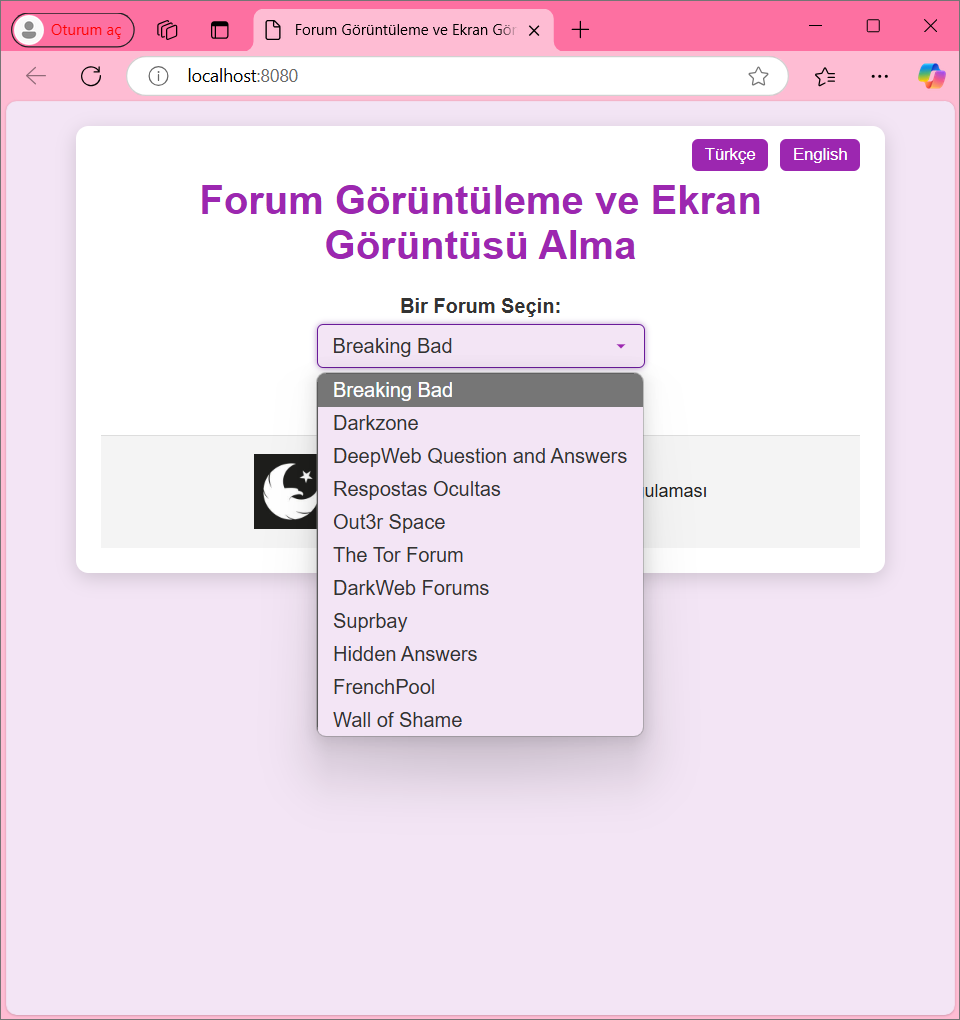 Oturum aç
Forum Görüntüleme ve Ekran Gör
localhost:8080
Türkçe English
Forum Görüntüleme ve Ekran
Görüntüsü Alma
Bir Forum Seçin:
Breaking Bad
Breaking Bad
Darkzone
DeepWeb Question and Answers
Respostas Ocultas
Out3r Space
The Tor Forum
DarkWeb Forums
Suprbay
Hidden Answers
FrenchPool
Wall of Shame